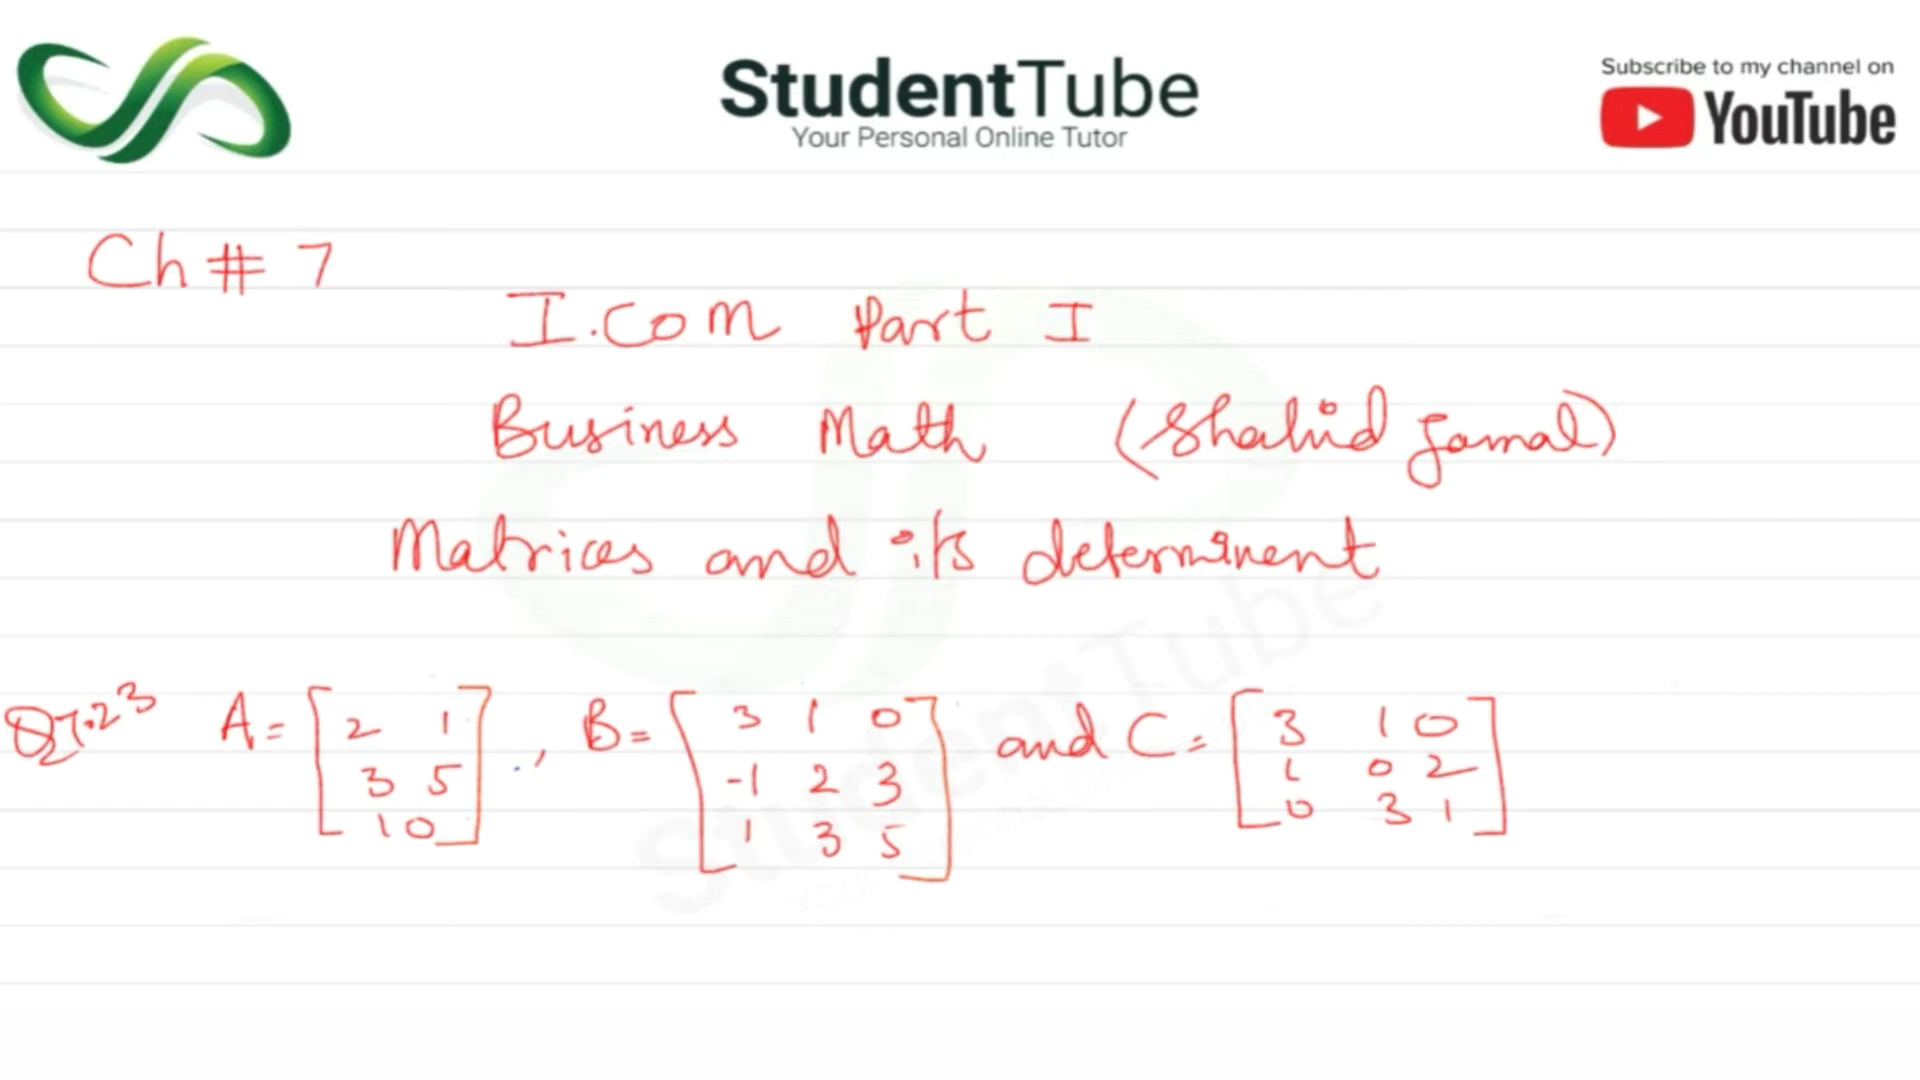 StudentTube
Your Personal Online Tutor
Subscribe to my channel on
YouTube
Ch # 7
I.Com Part I
Business Math (Shahid Jamal)
Matrices and its determinent
Q7.23 A= [2 1 , B= [3 1 0 and C= [3 1 0
3 5 -1 2 3 1 0 2
1 0] 1 3 5] 0 3 1]
StudentTube